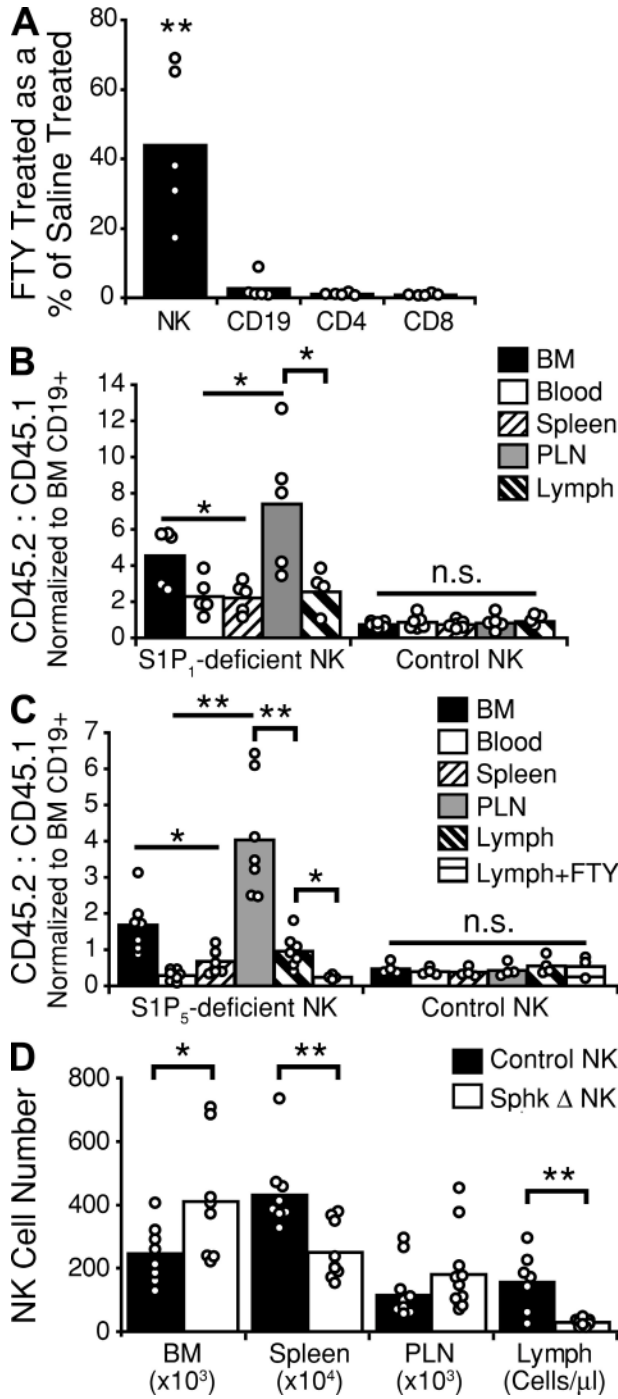 A
FTY Treated as a
% of Saline Treated
80
60
40
20
0
**
NK CD19 CD4 CD8
B
CD45.2 : CD45.1
Normalized to BM CD19+
14
12
10
8
6
4
2
0
*
*
*
n.s.
BM
Blood
Spleen
PLN
Lymph
S1P₁-deficient NK Control NK
C
CD45.2 : CD45.1
Normalized to BM CD19+
7
6
5
4
3
2
1
0
**
**
*
*
n.s.
BM
Blood
Spleen
PLN
Lymph
Lymph+FTY
S1P₅-deficient NK Control NK
D
NK Cell Number
800
600
400
200
0
* ** **
Control NK
Sphk Δ NK
BM Spleen PLN Lymph
(x10³) (x10⁴) (x10³) (Cells/µl)